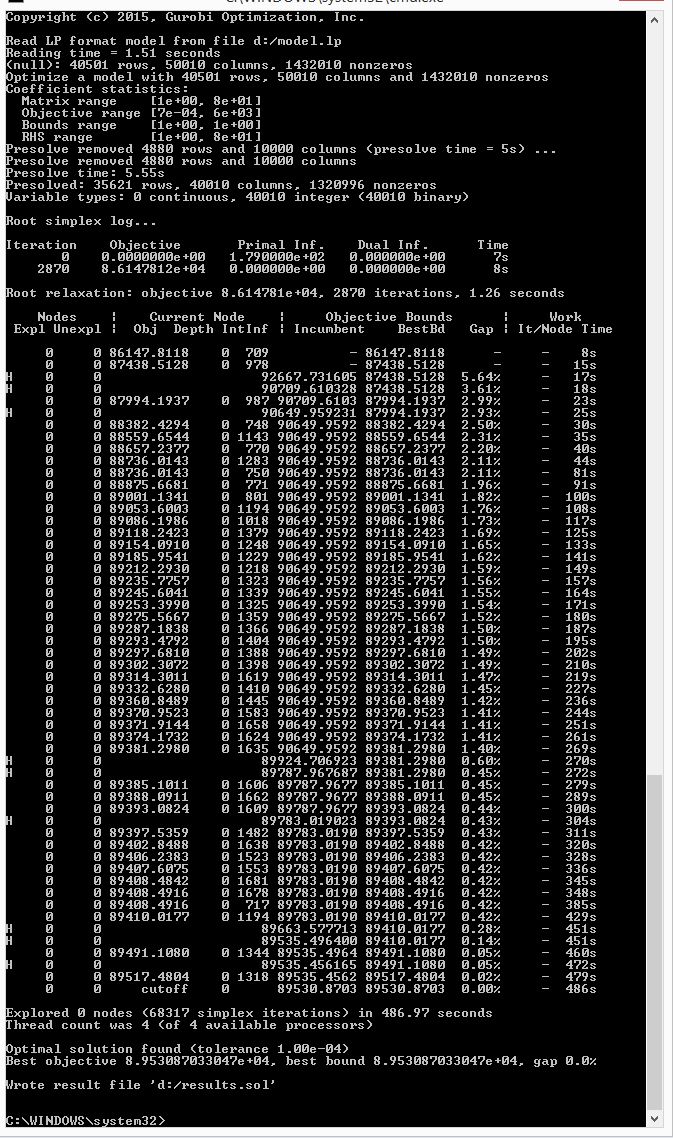 C:\WINDOWS\system32\cmd.exe
Copyright (c) 2015, Gurobi Optimization, Inc.
Read LP format model from file d:/model.lp
Reading time = 1.51 seconds
(null): 40501 rows, 50010 columns, 1432010 nonzeros
Optimize a model with 40501 rows, 50010 columns and 1432010 nonzeros
Coefficient statistics:
  Matrix range    [1e+00, 8e+01]
  Objective range [7e-04, 6e+03]
  Bounds range    [1e+00, 1e+00]
  RHS range       [1e+00, 8e+01]
Presolve removed 4880 rows and 10000 columns (presolve time = 5s) ...
Presolve removed 4880 rows and 10000 columns
Presolve time: 5.55s
Presolved: 35621 rows, 40010 columns, 1320996 nonzeros
Variable types: 0 continuous, 40010 integer (40010 binary)
Root simplex log...
Iteration    Objective       Primal Inf.    Dual Inf.      Time
       0    0.0000000e+00   1.790000e+02   0.000000e+00      7s
    2870    8.6147812e+04   0.000000e+00   0.000000e+00      8s
Root relaxation: objective 8.614781e+04, 2870 iterations, 1.26 seconds
    Nodes    |    Current Node    |     Objective Bounds      |     Work
 Expl Unexpl |  Obj  Depth IntInf | Incumbent    BestBd   Gap | It/Node Time
     0     0 86147.8118    0  709          - 86147.8118      -     -    8s
     0     0 87438.5128    0  978          - 87438.5128      -     -   15s
H    0     0                    92667.731605 87438.5128  5.64%     -   17s
H    0     0                    90709.610328 87438.5128  3.61%     -   18s
     0     0 87994.1937    0  987 90709.6103 87994.1937  2.99%     -   23s
H    0     0                    90649.959231 87994.1937  2.93%     -   25s
     0     0 88382.4294    0  748 90649.9592 88382.4294  2.50%     -   30s
     0     0 88559.6544    0 1143 90649.9592 88559.6544  2.31%     -   35s
     0     0 88657.2377    0  770 90649.9592 88657.2377  2.20%     -   40s
     0     0 88736.0143    0 1283 90649.9592 88736.0143  2.11%     -   44s
     0     0 88736.0143    0  750 90649.9592 88736.0143  2.11%     -   81s
     0     0 88875.6681    0  771 90649.9592 88875.6681  1.96%     -   91s
     0     0 89001.1341    0  801 90649.9592 89001.1341  1.82%     -  100s
     0     0 89053.6003    0 1194 90649.9592 89053.6003  1.76%     -  108s
     0     0 89086.1986    0 1018 90649.9592 89086.1986  1.73%     -  117s
     0     0 89118.2423    0 1379 90649.9592 89118.2423  1.69%     -  125s
     0     0 89154.0910    0 1248 90649.9592 89154.0910  1.65%     -  133s
     0     0 89185.9541    0 1229 90649.9592 89185.9541  1.62%     -  141s
     0     0 89212.2930    0 1218 90649.9592 89212.2930  1.59%     -  149s
     0     0 89235.7757    0 1323 90649.9592 89235.7757  1.56%     -  157s
     0     0 89245.6041    0 1339 90649.9592 89245.6041  1.55%     -  164s
     0     0 89253.3990    0 1325 90649.9592 89253.3990  1.54%     -  171s
     0     0 89275.5667    0 1359 90649.9592 89275.5667  1.52%     -  180s
     0     0 89287.1838    0 1366 90649.9592 89287.1838  1.50%     -  187s
     0     0 89293.4792    0 1404 90649.9592 89293.4792  1.50%     -  195s
     0     0 89297.6810    0 1388 90649.9592 89297.6810  1.49%     -  202s
     0     0 89302.3072    0 1398 90649.9592 89302.3072  1.49%     -  210s
     0     0 89314.3011    0 1619 90649.9592 89314.3011  1.47%     -  219s
     0     0 89332.6280    0 1410 90649.9592 89332.6280  1.45%     -  227s
     0     0 89360.8489    0 1445 90649.9592 89360.8489  1.42%     -  236s
     0     0 89370.9523    0 1583 90649.9592 89370.9523  1.41%     -  244s
     0     0 89371.9144    0 1658 90649.9592 89371.9144  1.41%     -  251s
     0     0 89374.1732    0 1624 90649.9592 89374.1732  1.41%     -  261s
     0     0 89381.2980    0 1635 90649.9592 89381.2980  1.40%     -  269s
H    0     0                    89924.706923 89381.2980  0.60%     -  270s
H    0     0                    89787.967687 89381.2980  0.45%     -  272s
     0     0 89385.1011    0 1606 89787.9677 89385.1011  0.45%     -  279s
     0     0 89388.0911    0 1662 89787.9677 89388.0911  0.45%     -  289s
     0     0 89393.0824    0 1609 89787.9677 89393.0824  0.44%     -  300s
H    0     0                    89783.019023 89393.0824  0.43%     -  304s
     0     0 89397.5359    0 1482 89783.0190 89397.5359  0.43%     -  311s
     0     0 89402.8488    0 1638 89783.0190 89402.8488  0.42%     -  320s
     0     0 89406.2383    0 1523 89783.0190 89406.2383  0.42%     -  328s
     0     0 89407.6075    0 1553 89783.0190 89407.6075  0.42%     -  336s
     0     0 89408.4842    0 1681 89783.0190 89408.4842  0.42%     -  345s
     0     0 89408.4916    0 1678 89783.0190 89408.4916  0.42%     -  348s
     0     0 89408.4916    0  717 89783.0190 89408.4916  0.42%     -  385s
     0     0 89410.0177    0 1194 89783.0190 89410.0177  0.42%     -  429s
H    0     0                    89663.577713 89410.0177  0.28%     -  451s
H    0     0                    89535.496400 89410.0177  0.14%     -  451s
     0     0 89491.1080    0 1344 89535.4964 89491.1080  0.05%     -  460s
H    0     0                    89535.456165 89491.1080  0.05%     -  472s
     0     0 89517.4804    0 1318 89535.4562 89517.4804  0.02%     -  479s
     0     0     cutoff    0      89530.8703 89530.8703  0.00%     -  486s
Explored 0 nodes (68317 simplex iterations) in 486.97 seconds
Thread count was 4 (of 4 available processors)
Optimal solution found (tolerance 1.00e-04)
Best objective 8.953087033047e+04, best bound 8.953087033047e+04, gap 0.0%
Wrote result file 'd:/results.sol'
C:\WINDOWS\system32>